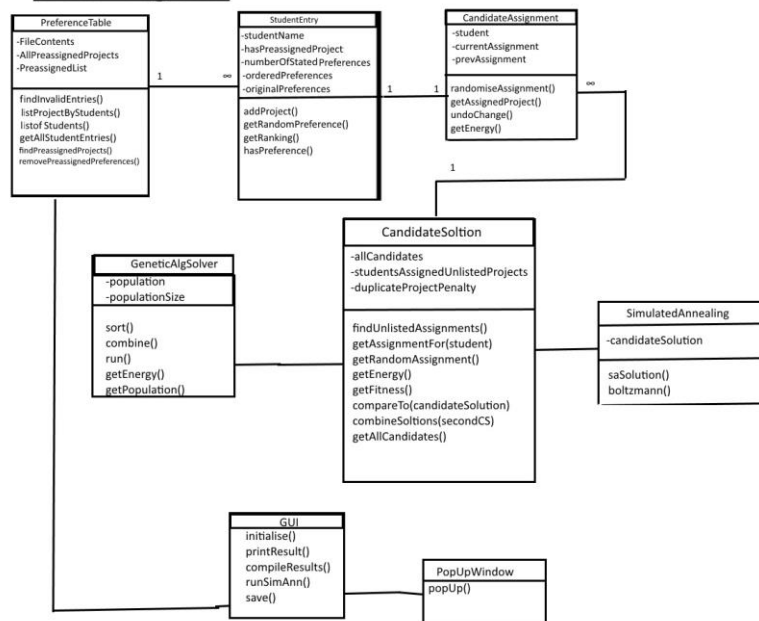 PreferenceTable
-FileContents
-AllPreassignedProjects
-PreassignedList
findInvalidEntries()
listProjectByStudents()
listof Students()
getAllStudentEntries()
findPreassignedProjects()
removePreassignedPreferences()
1
∞
StudentEntry
-studentName
-hasPreassignedProject
-numberOfStatedPreferences
-orderedPreferences
-originalPreferences
addProject()
getRandomPreference()
getRanking()
hasPreference()
1
1
CandidateAssignment
-student
-currentAssignment
-prevAssignment
randomiseAssignment()
getAssignedProject()
undoChange()
getEnergy()
∞
1
CandidateSoltion
-allCandidates
-studentsAssignedUnlistedProjects
-duplicateProjectPenalty
findUnlistedAssignments()
getAssignmentFor(student)
getRandomAssignment()
getEnergy()
getFitness()
compareTo(candidateSolution)
combineSoltions(secondCS)
getAllCandidates()
GeneticAlgSolver
-population
-populationSize
sort()
combine()
run()
getEnergy()
getPopulation()
SimulatedAnnealing
-candidateSolution
saSolution()
boltzmann()
GUI
initialise()
printResult()
compileResults()
runSimAnn()
save()
PopUpWindow
popUp()